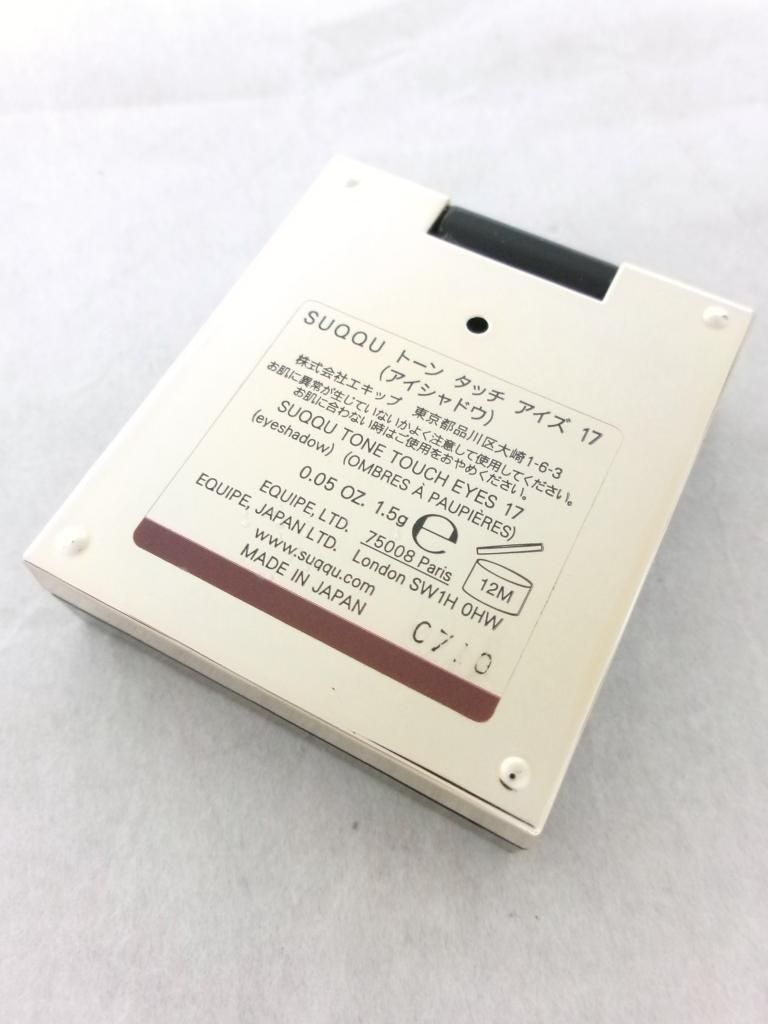 SUQQU トーン タッチ アイズ 17
(アイシャドウ)
株式会社エキップ 東京都品川区大崎1-6-3
お肌に異常が生じていないかよく注意して使用してください。
お肌に合わない時はご使用をおやめください。
SUQQU TONE TOUCH EYES 17
(eyeshadow) (OMBRES À PAUPIÈRES)
0.05 OZ. 1.5g ℮
EQUIPE, LTD. 75008 Paris
EQUIPE, JAPAN LTD. London SW1H 0HW
www.suqqu.com
MADE IN JAPAN
12M